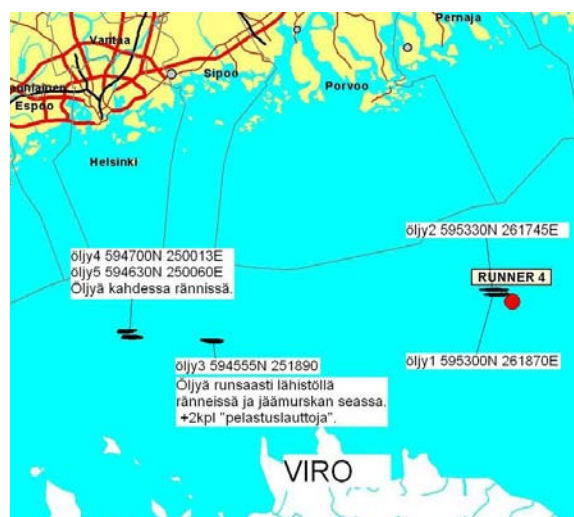 Pernaja
Vantaa
Sipoo
Porvoo
Espoo
Helsinki
öljy2 595330N 261745E
öljy4 594700N 250013E
öljy5 594630N 250060E
Öljyä kahdessa rännissä.
RUNNER 4
öljy3 594555N 251890
Öljyä runsaasti lähistöllä
ränneissä ja jäämurskan seassa.
+2kpl "pelastuslauttoja".
öljy1 595300N 261870E
VIRO